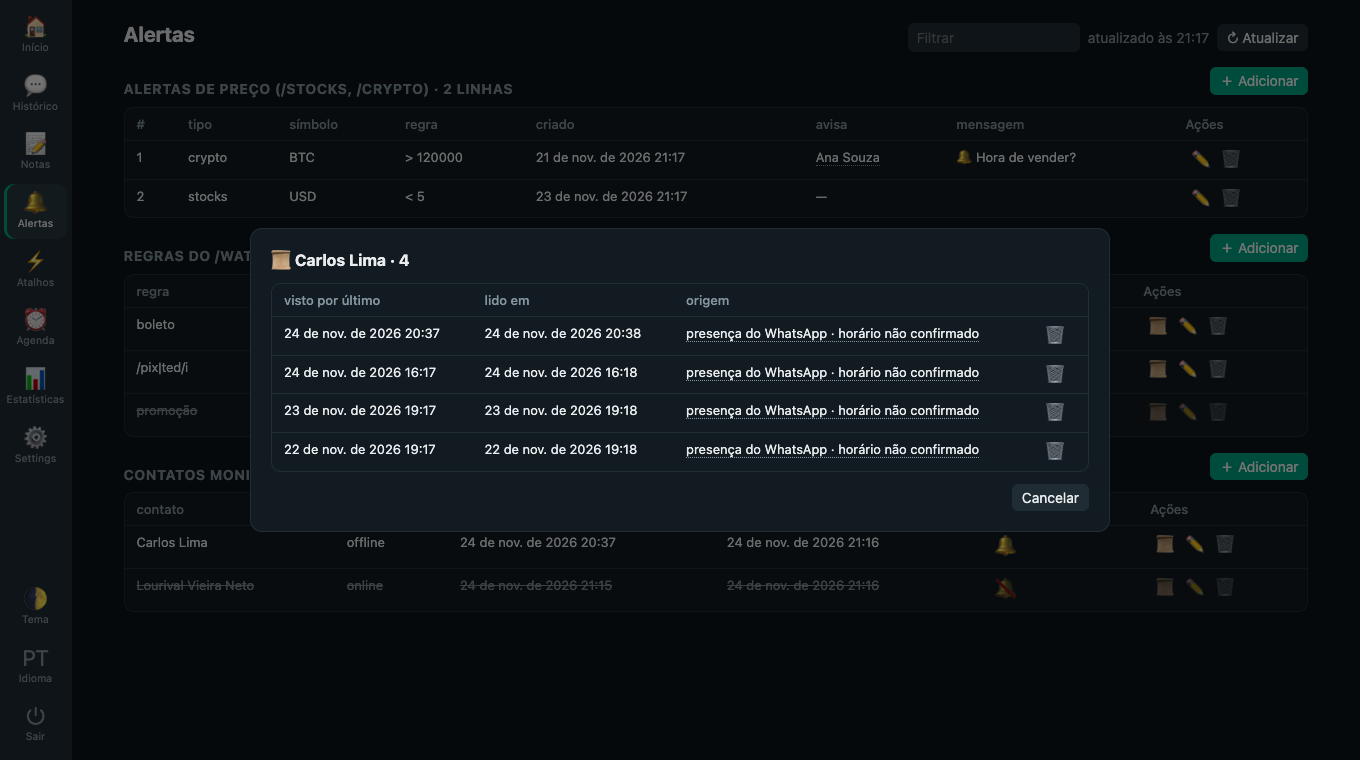 Início
Histórico
Notas
Alertas
Atalhos
Agenda
Estatísticas
Settings
Tema
PT
Idioma
Sair
Alertas
Filtrar
atualizado às 21:17
↻ Atualizar
ALERTAS DE PREÇO (/STOCKS, /CRYPTO) · 2 LINHAS
+ Adicionar
# tipo símbolo regra criado avisa mensagem Ações
1 crypto BTC > 120000 21 de nov. de 2026 21:17 Ana Souza 🔔 Hora de vender?
2 stocks USD < 5 23 de nov. de 2026 21:17 —
REGRAS DO /WAT
+ Adicionar
regra Ações
boleto
/pix|ted/i
promoção
Carlos Lima · 4
visto por último lido em origem
24 de nov. de 2026 20:37 24 de nov. de 2026 20:38 presença do WhatsApp · horário não confirmado
24 de nov. de 2026 16:17 24 de nov. de 2026 16:18 presença do WhatsApp · horário não confirmado
23 de nov. de 2026 19:17 23 de nov. de 2026 19:18 presença do WhatsApp · horário não confirmado
22 de nov. de 2026 19:17 22 de nov. de 2026 19:18 presença do WhatsApp · horário não confirmado
Cancelar
CONTATOS MONI
+ Adicionar
contato Ações
Carlos Lima offline 24 de nov. de 2026 20:37 24 de nov. de 2026 21:16
Lourival Vieira Neto online 24 de nov. de 2026 21:15 24 de nov. de 2026 21:16